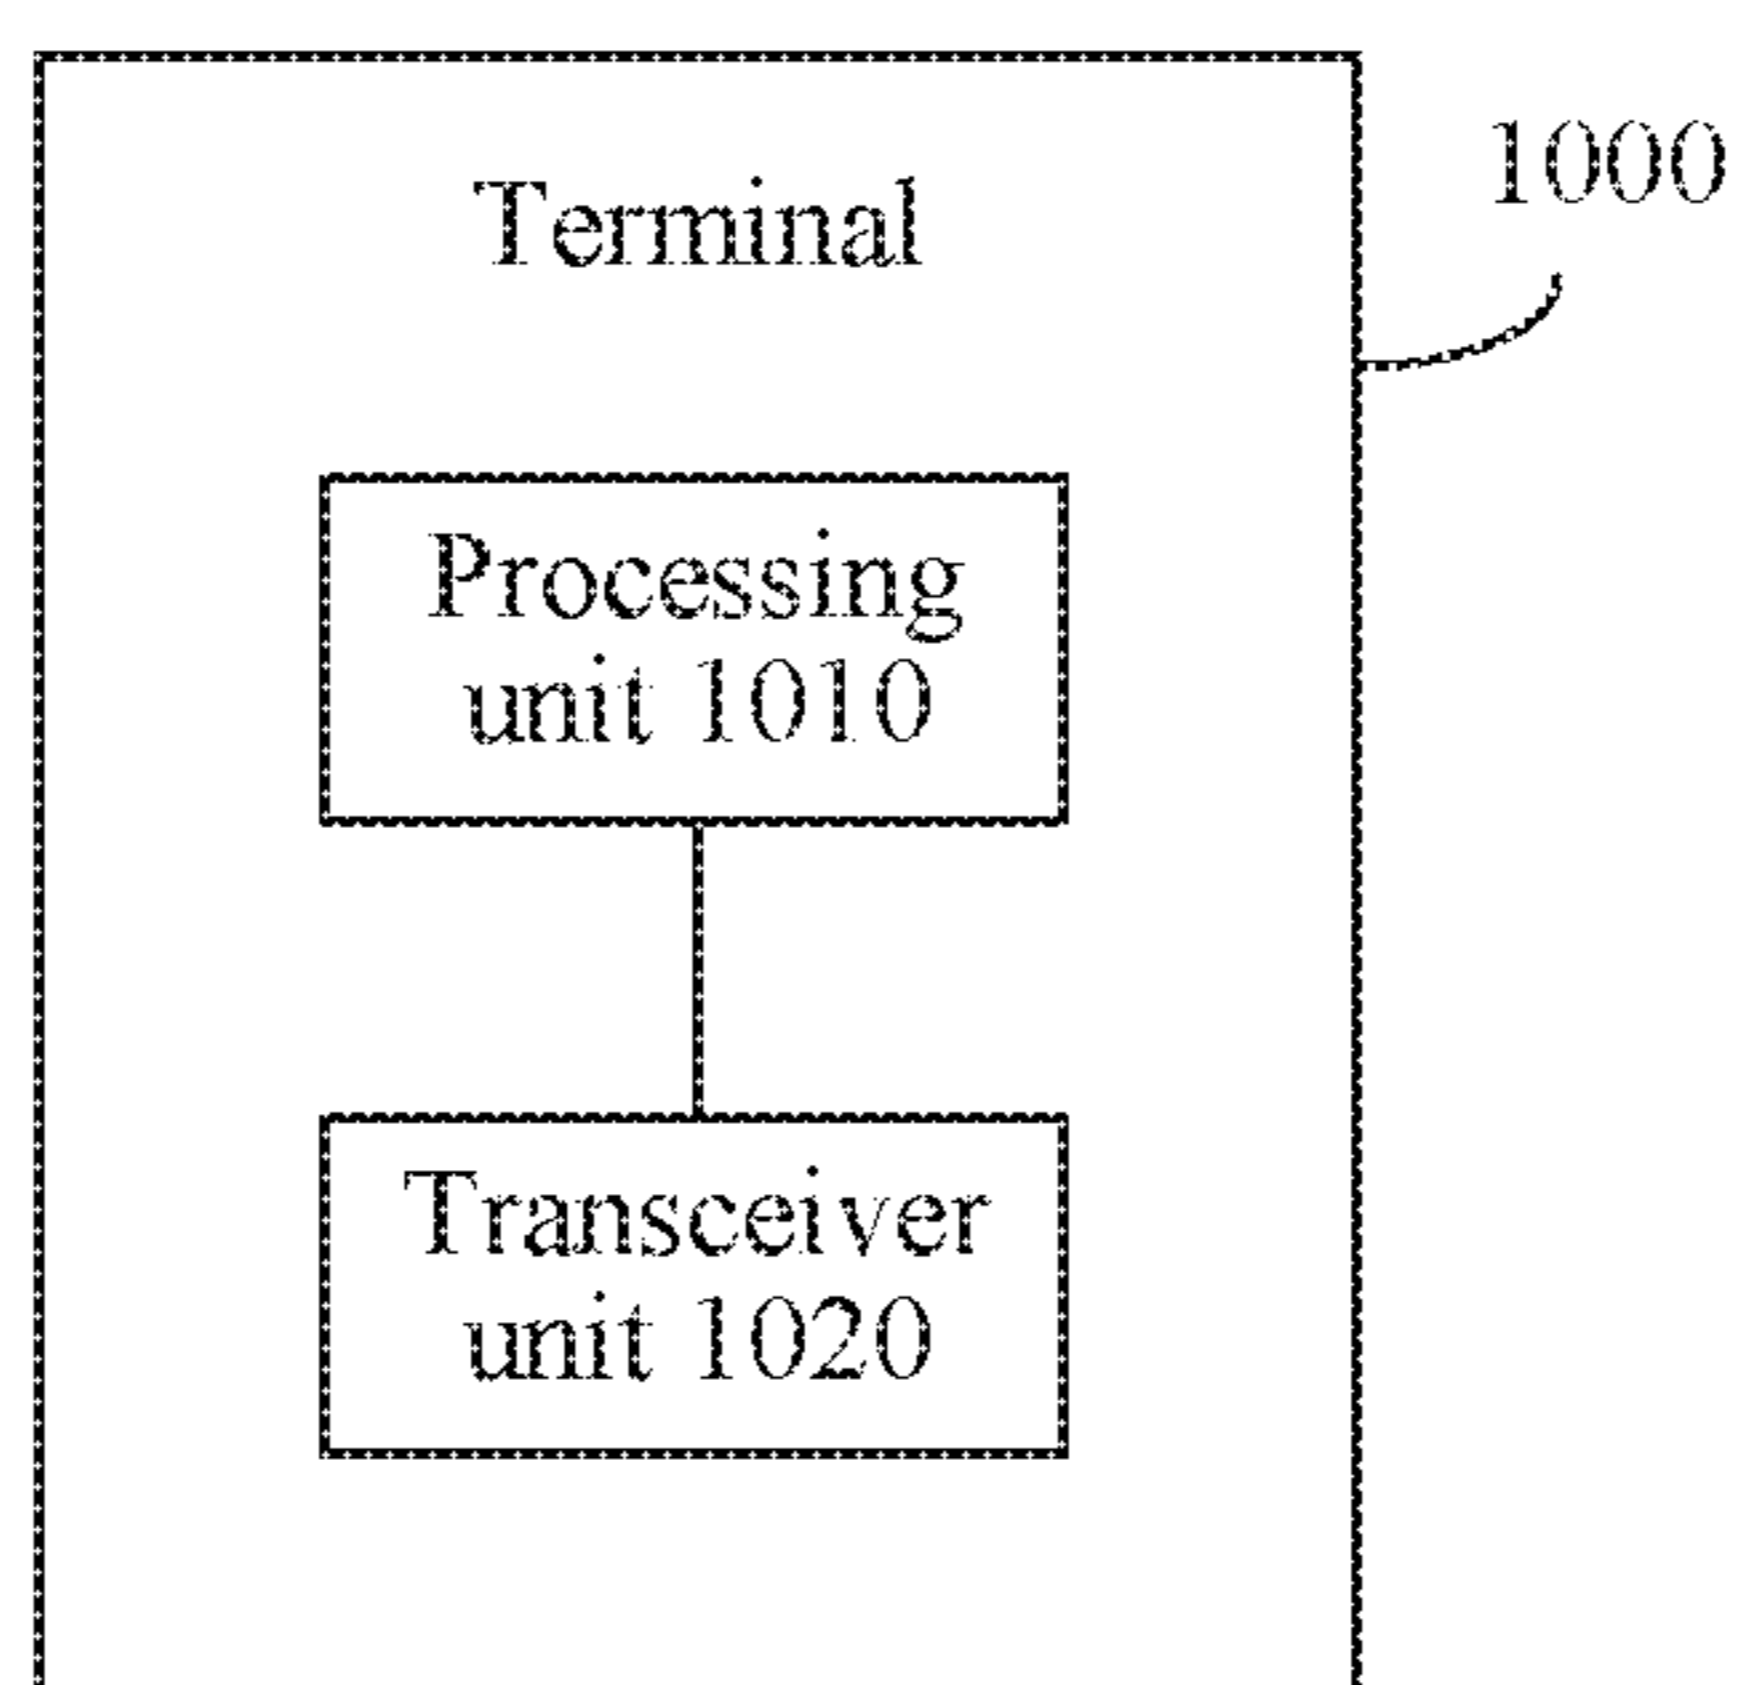 1000
Terminal
Processing
unit 1010
Transceiver
unit 1020